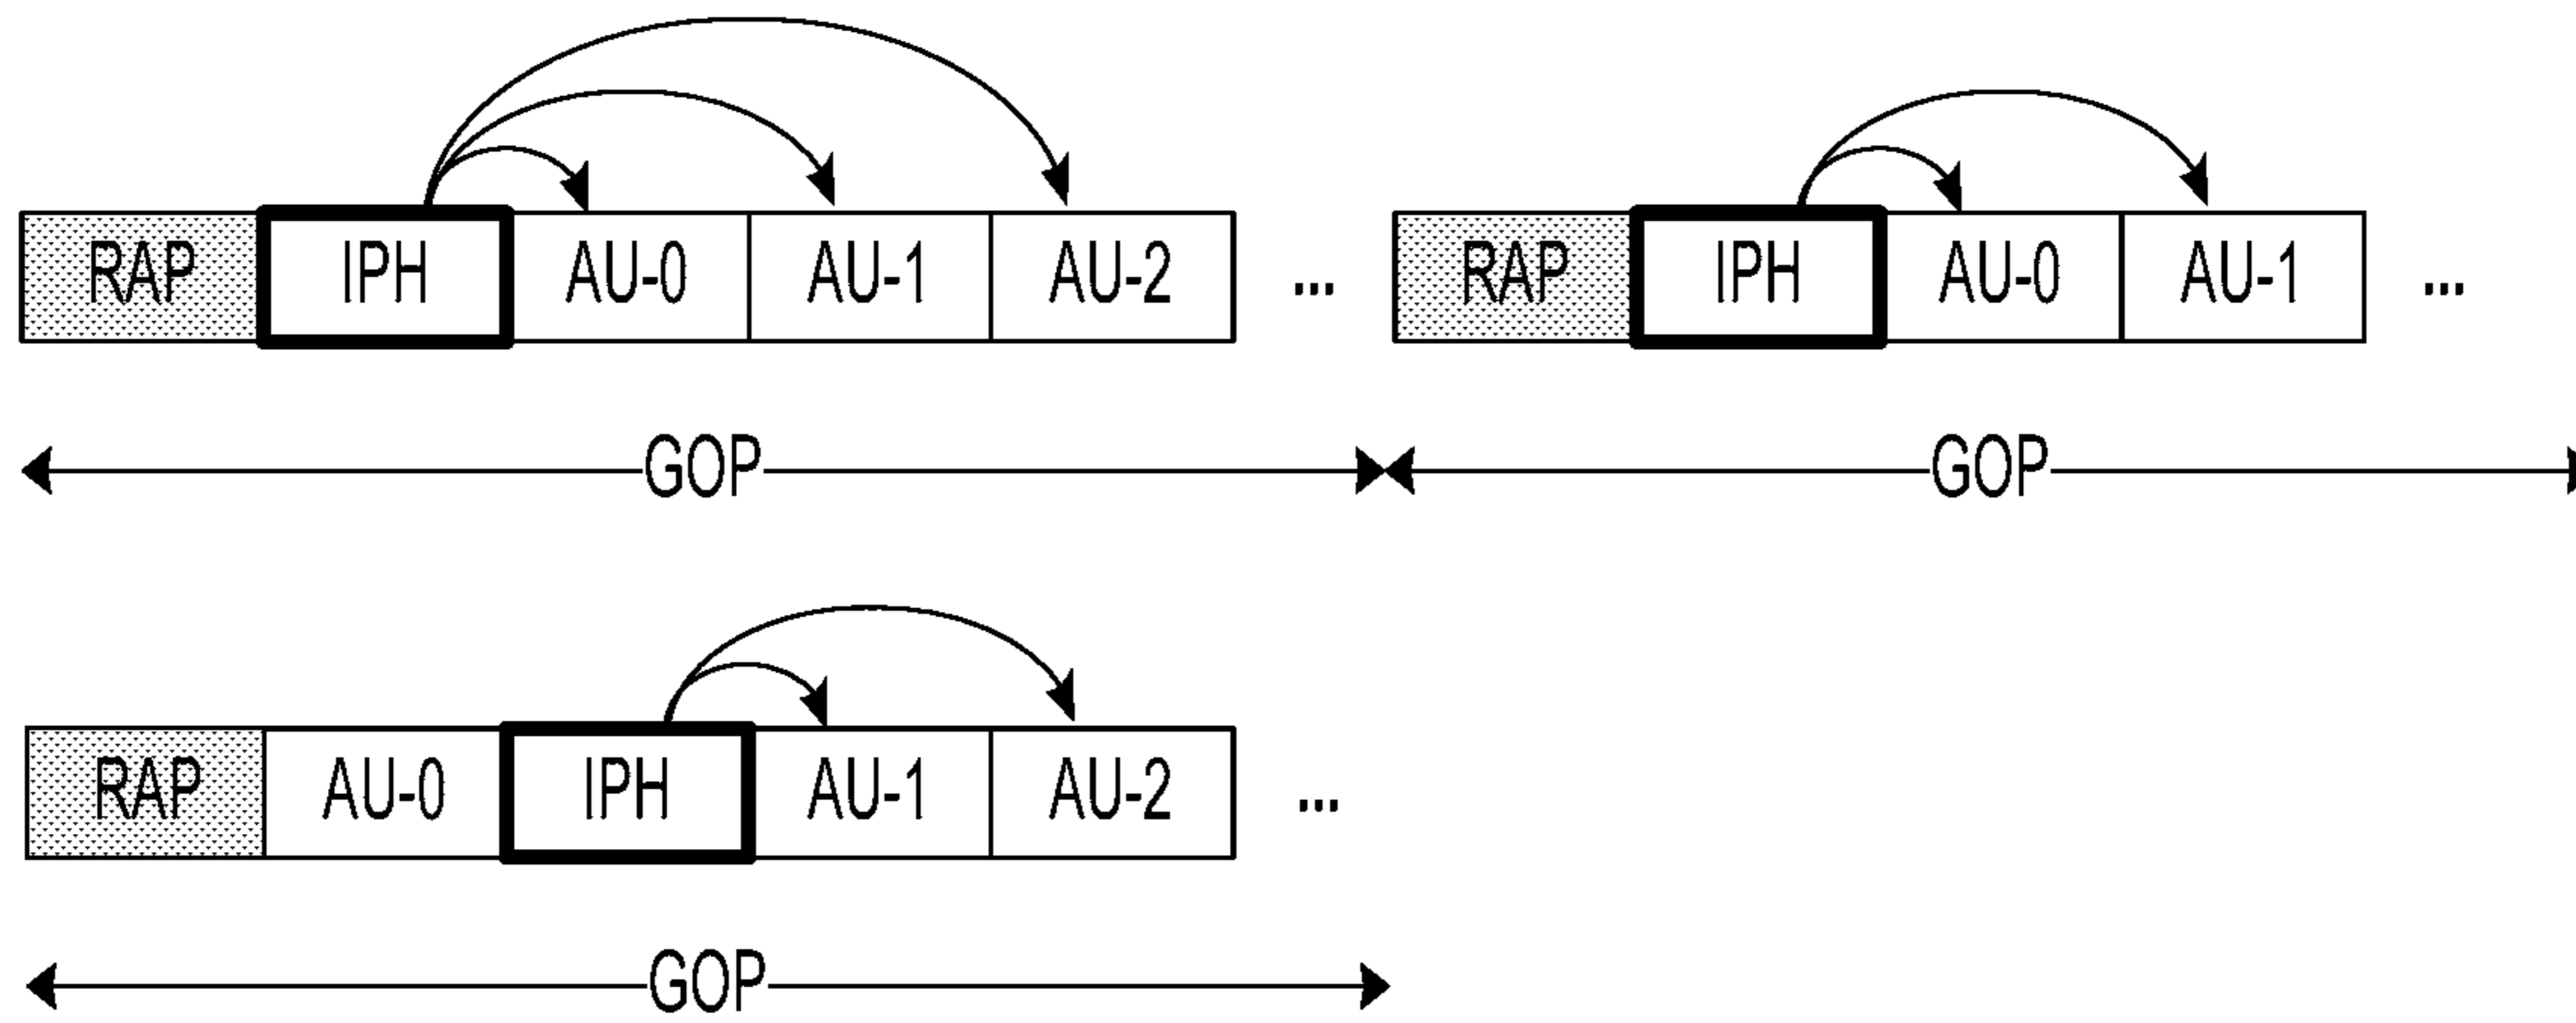 RAP IPH AU-0 AU-1 AU-2 ... RAP IPH AU-0 AU-1 ...
GOP GOP
RAP AU-0 IPH AU-1 AU-2 ...
GOP